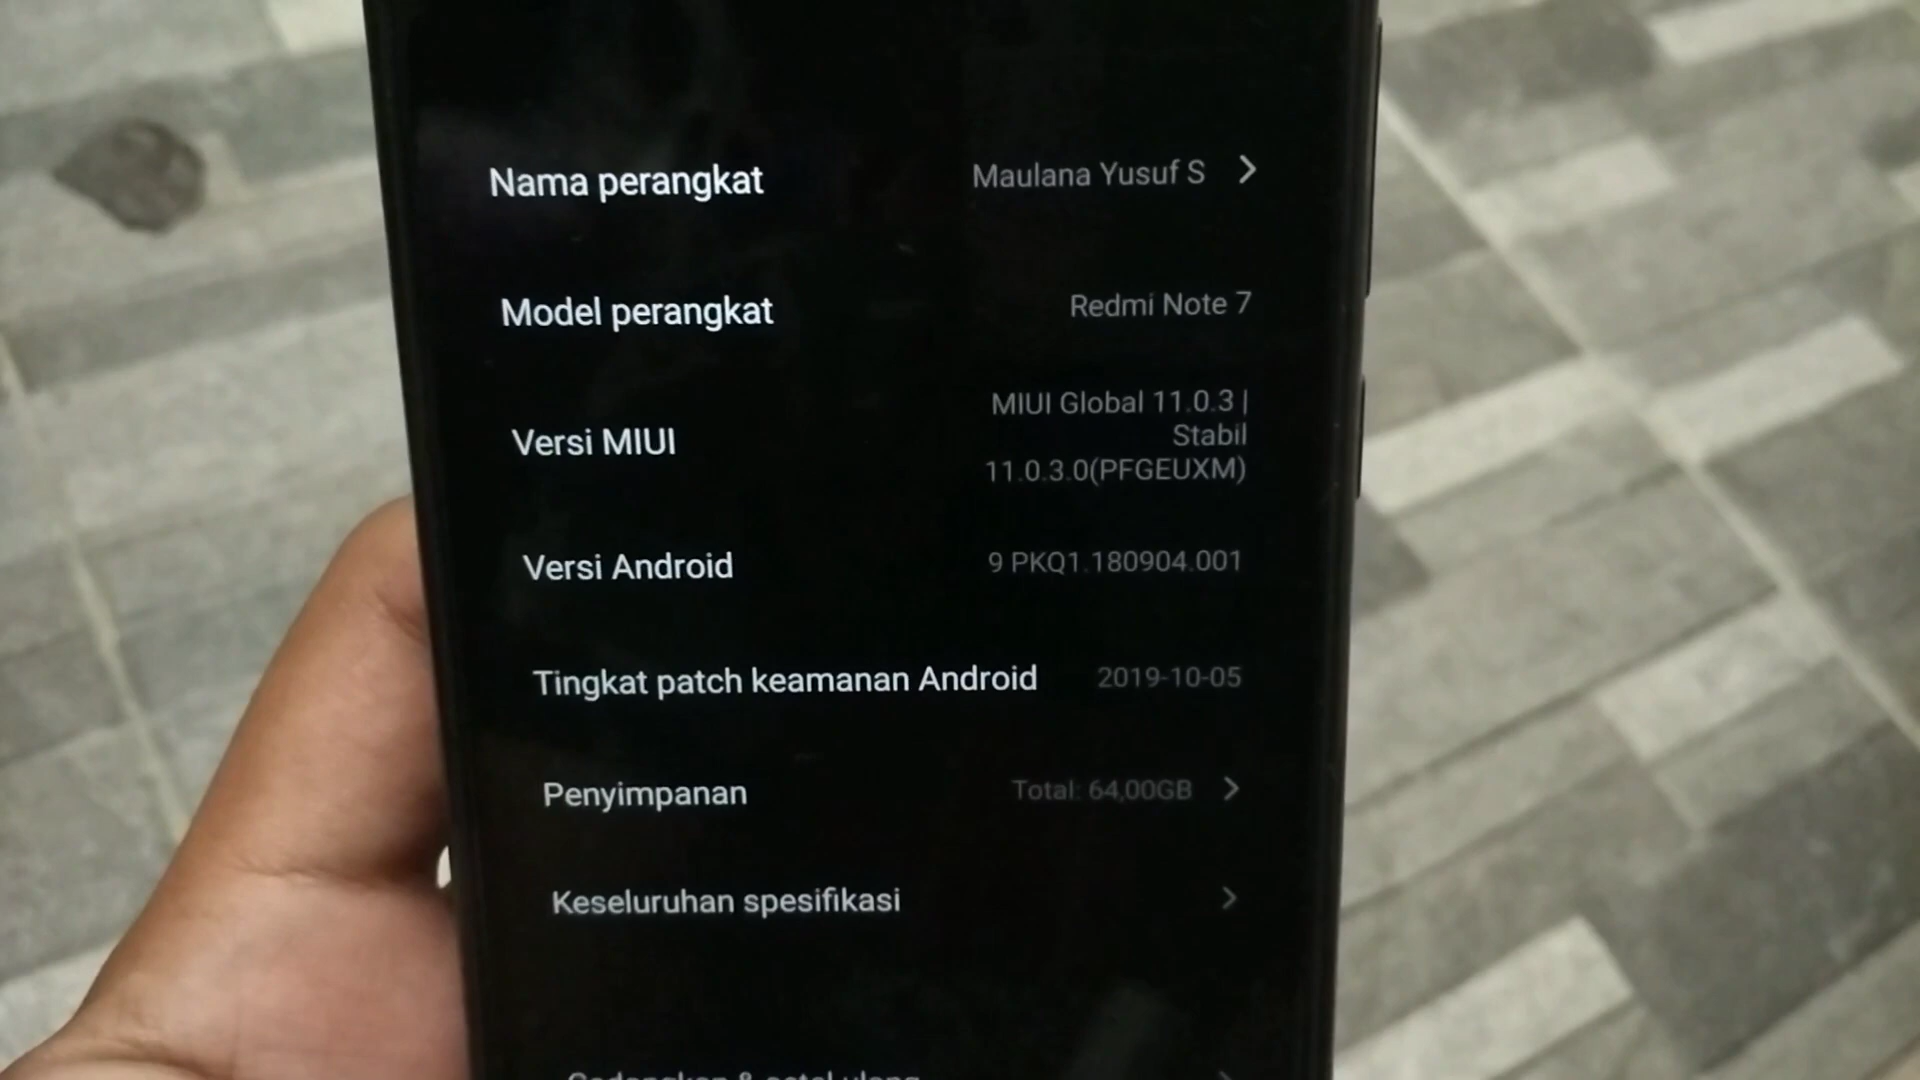 Nama perangkat Maulana Yusuf S
Model perangkat Redmi Note 7
Versi MIUI MIUI Global 11.0.3 |
Stabil
11.0.3.0(PFGEUXM)
Versi Android 9 PKQ1.180904.001
Tingkat patch keamanan Android 2019-10-05
Penyimpanan Total: 64,00GB
Keseluruhan spesifikasi